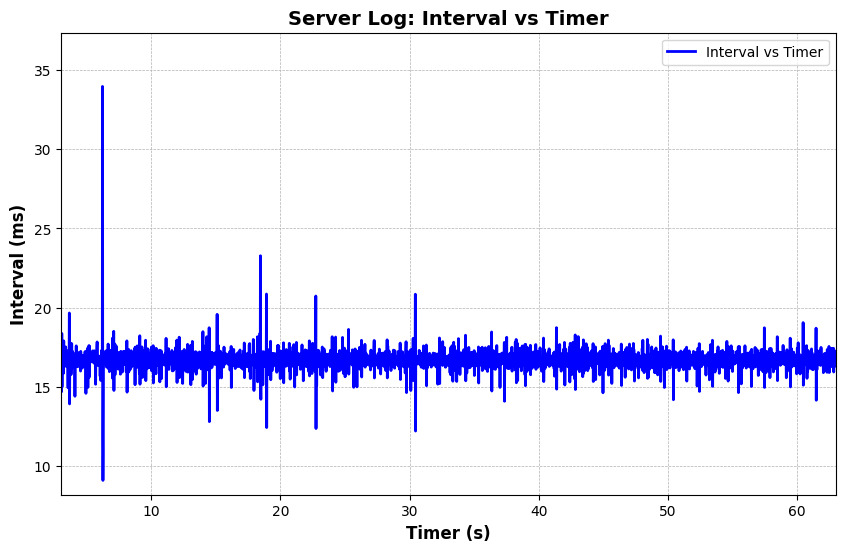 Server Log: Interval vs Timer
Interval vs Timer
35
30
25
20
15
10
Interval (ms)
10 20 30 40 50 60
Timer (s)